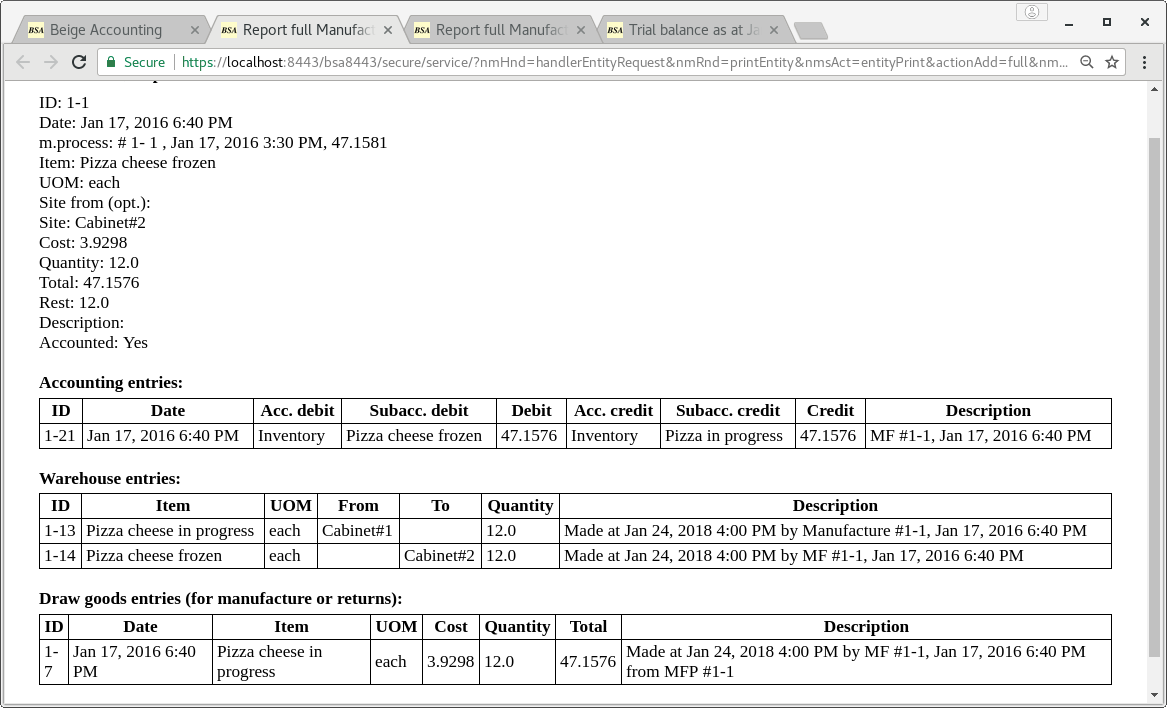 BSA Beige Accounting
BSA Report full Manufact
BSA Report full Manufact
BSA Trial balance as at Ja
Secure https://localhost:8443/bsa8443/secure/service/?nmHnd=handlerEntityRequest&nmRnd=printEntity&nmsAct=entityPrint&actionAdd=full&nm...
ID: 1-1
Date: Jan 17, 2016 6:40 PM
m.process: # 1- 1 , Jan 17, 2016 3:30 PM, 47.1581
Item: Pizza cheese frozen
UOM: each
Site from (opt.):
Site: Cabinet#2
Cost: 3.9298
Quantity: 12.0
Total: 47.1576
Rest: 12.0
Description:
Accounted: Yes
Accounting entries:
ID Date Acc. debit Subacc. debit Debit Acc. credit Subacc. credit Credit Description
1-21 Jan 17, 2016 6:40 PM Inventory Pizza cheese frozen 47.1576 Inventory Pizza in progress 47.1576 MF #1-1, Jan 17, 2016 6:40 PM
Warehouse entries:
ID Item UOM From To Quantity Description
1-13 Pizza cheese in progress each Cabinet#1 12.0 Made at Jan 24, 2018 4:00 PM by Manufacture #1-1, Jan 17, 2016 6:40 PM
1-14 Pizza cheese frozen each Cabinet#2 12.0 Made at Jan 24, 2018 4:00 PM by MF #1-1, Jan 17, 2016 6:40 PM
Draw goods entries (for manufacture or returns):
ID Date Item UOM Cost Quantity Total Description
1-7 Jan 17, 2016 6:40 PM Pizza cheese in progress each 3.9298 12.0 47.1576 Made at Jan 24, 2018 4:00 PM by MF #1-1, Jan 17, 2016 6:40 PM from MFP #1-1